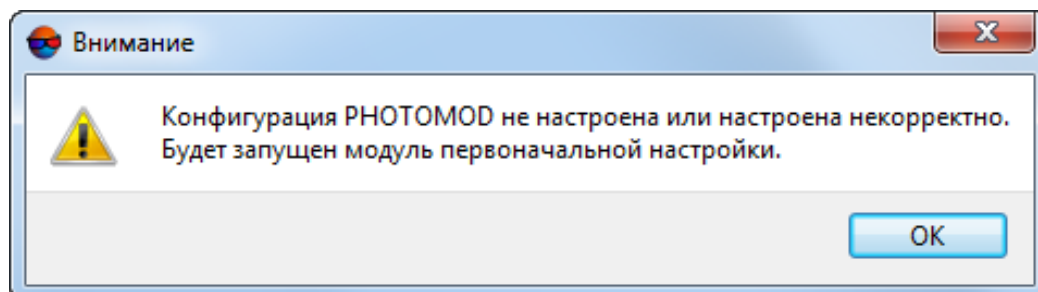 Внимание
Конфигурация PHOTOMOD не настроена или настроена некорректно.
Будет запущен модуль первоначальной настройки.
OK